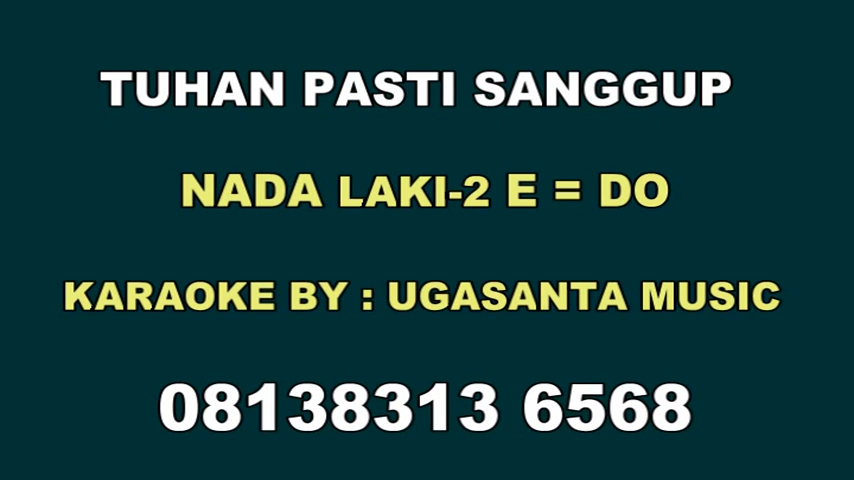 TUHAN PASTI SANGGUP
NADA LAKI-2 E = DO
KARAOKE BY : UGASANTA MUSIC
08138313 6568